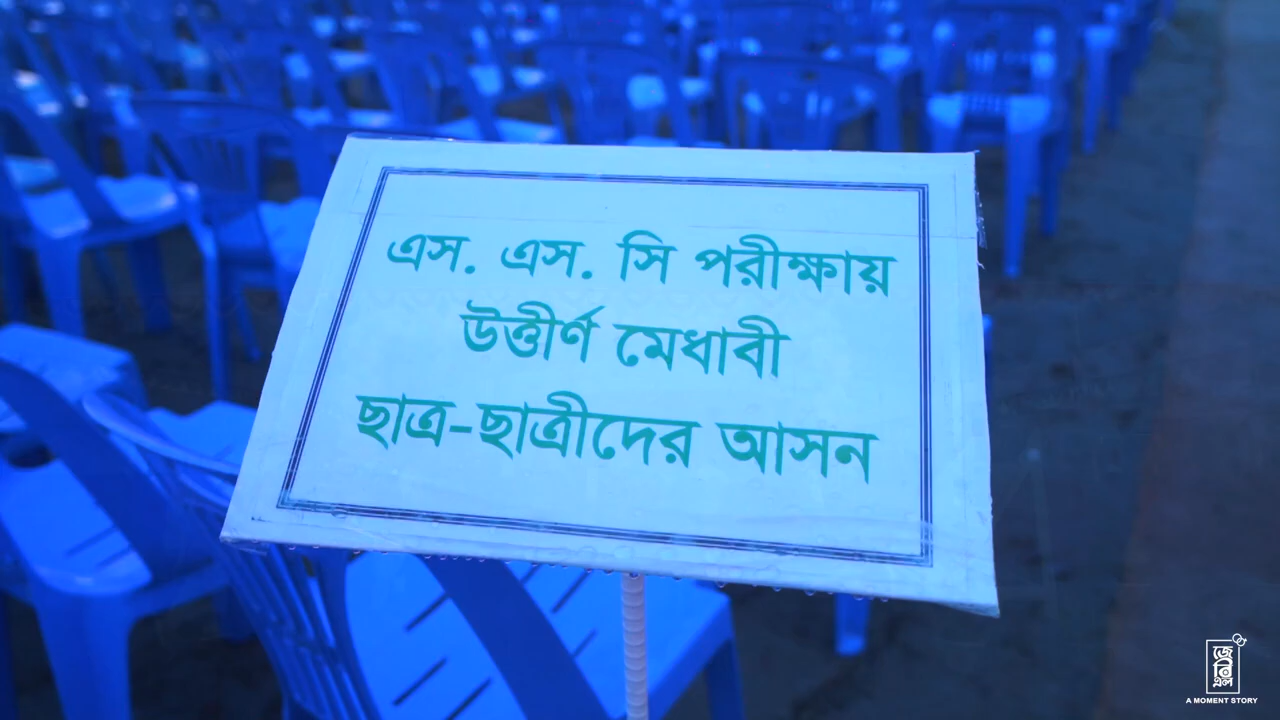 এস. এস. সি পরীক্ষায়
উত্তীর্ণ মেধাবী
ছাত্র-ছাত্রীদের আসন
A MOMENT STORY